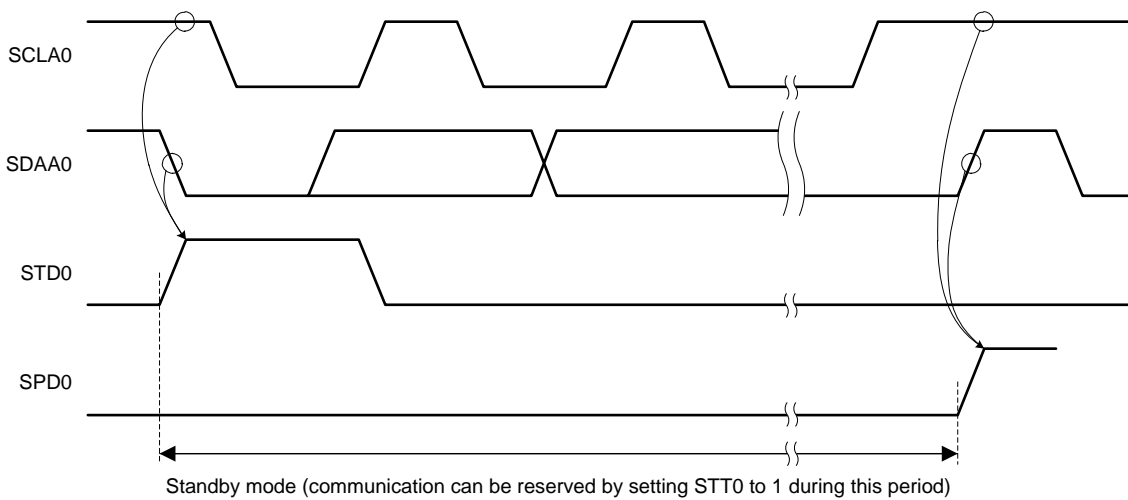 SCLA0
SDAA0
STD0
SPD0
Standby mode (communication can be reserved by setting STT0 to 1 during this period)